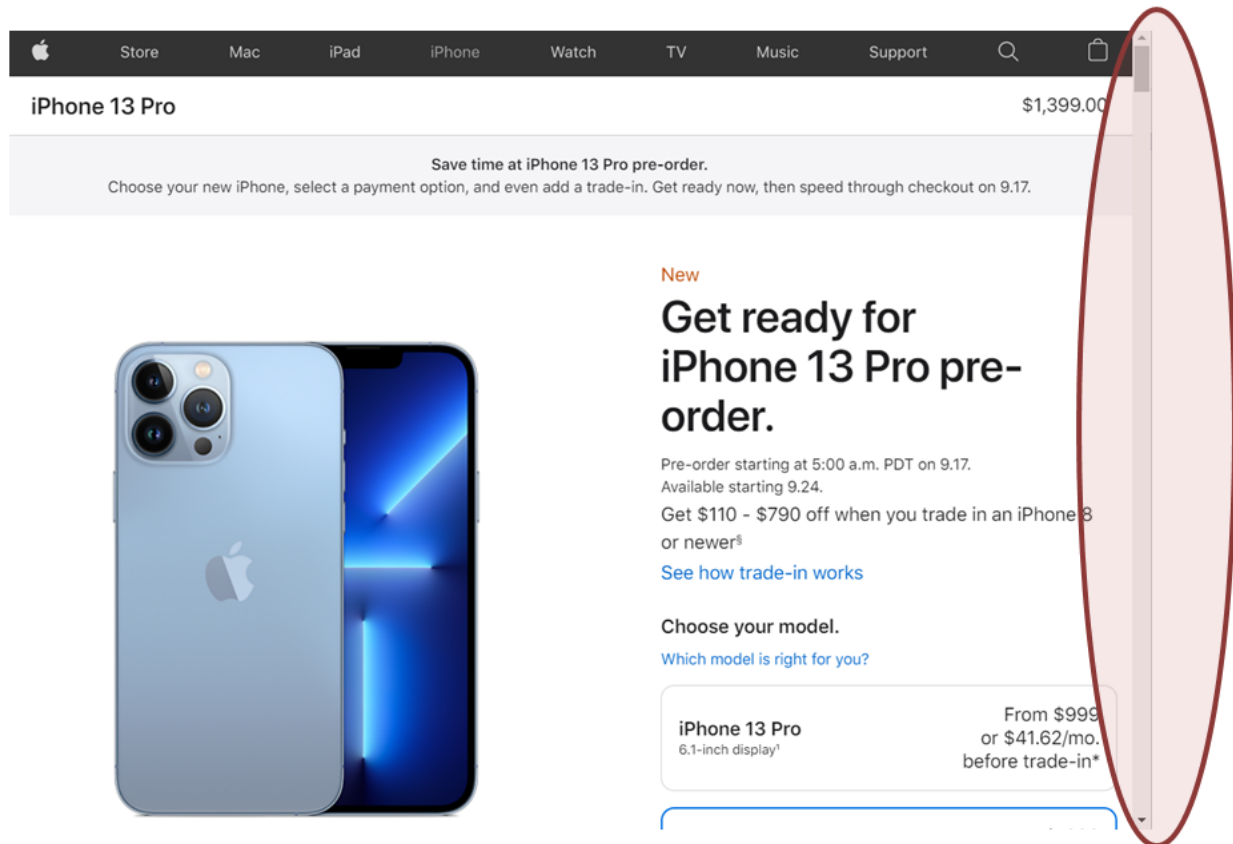 Store Mac iPad iPhone Watch TV Music Support
iPhone 13 Pro $1,399.00
Save time at iPhone 13 Pro pre-order.
Choose your new iPhone, select a payment option, and even add a trade-in. Get ready now, then speed through checkout on 9.17.
New
Get ready for
iPhone 13 Pro pre-
order.
Pre-order starting at 5:00 a.m. PDT on 9.17.
Available starting 9.24.
Get $110 - $790 off when you trade in an iPhone 8
or newer§
See how trade-in works
Choose your model.
Which model is right for you?
iPhone 13 Pro
6.1-inch display¹
From $999
or $41.62/mo.
before trade-in*